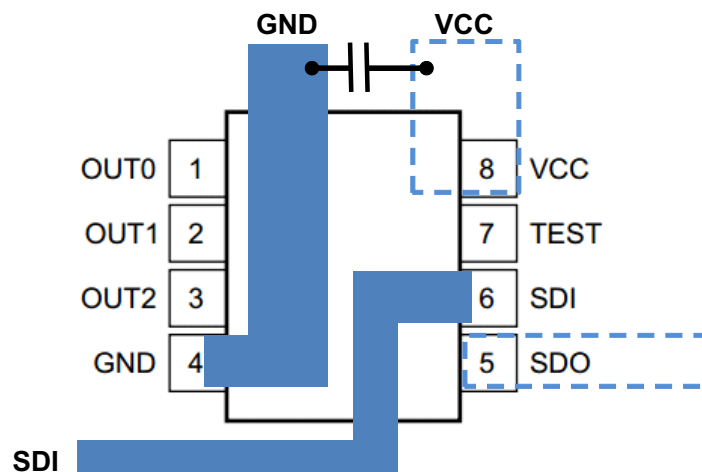 GND VCC
OUT0 1 8 VCC
OUT1 2 7 TEST
OUT2 3 6 SDI
GND 4 5 SDO
SDI